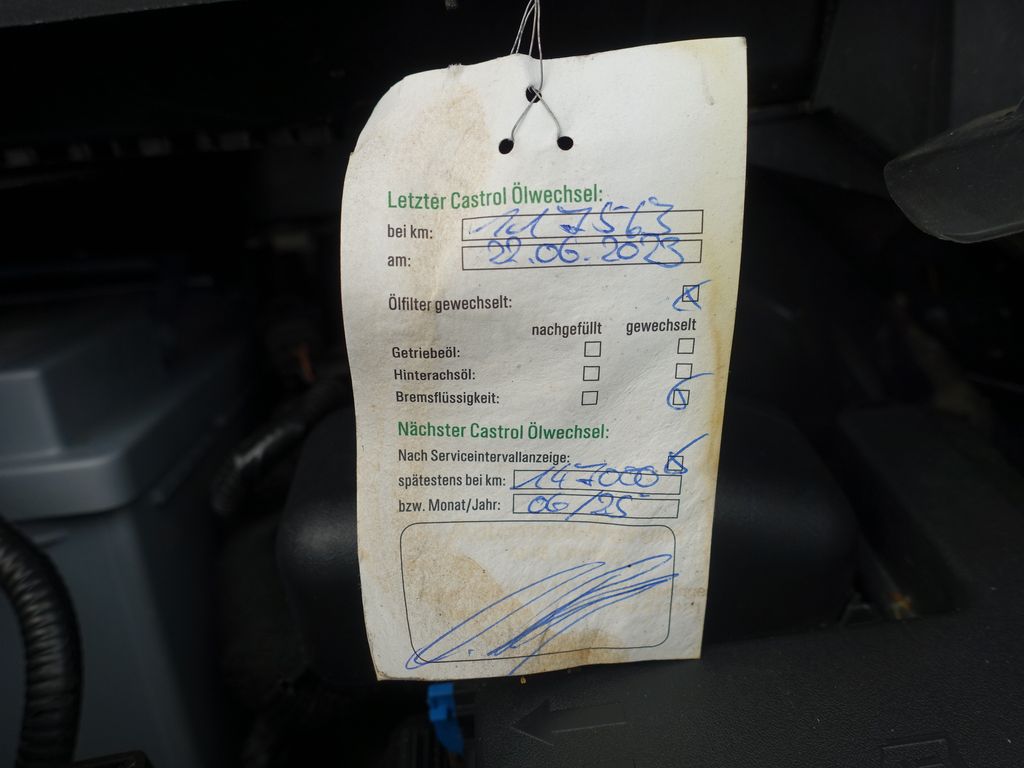 Letzter Castrol Ölwechsel:
bei km: 117563
am: 22.06.2023
Ölfilter gewechselt:
nachgefüllt gewechselt
Getriebeöl:
Hinterachsöl:
Bremsflüssigkeit:
Nächster Castrol Ölwechsel:
Nach Serviceintervallanzeige:
spätestens bei km: 147000
bzw. Monat/Jahr: 06/25